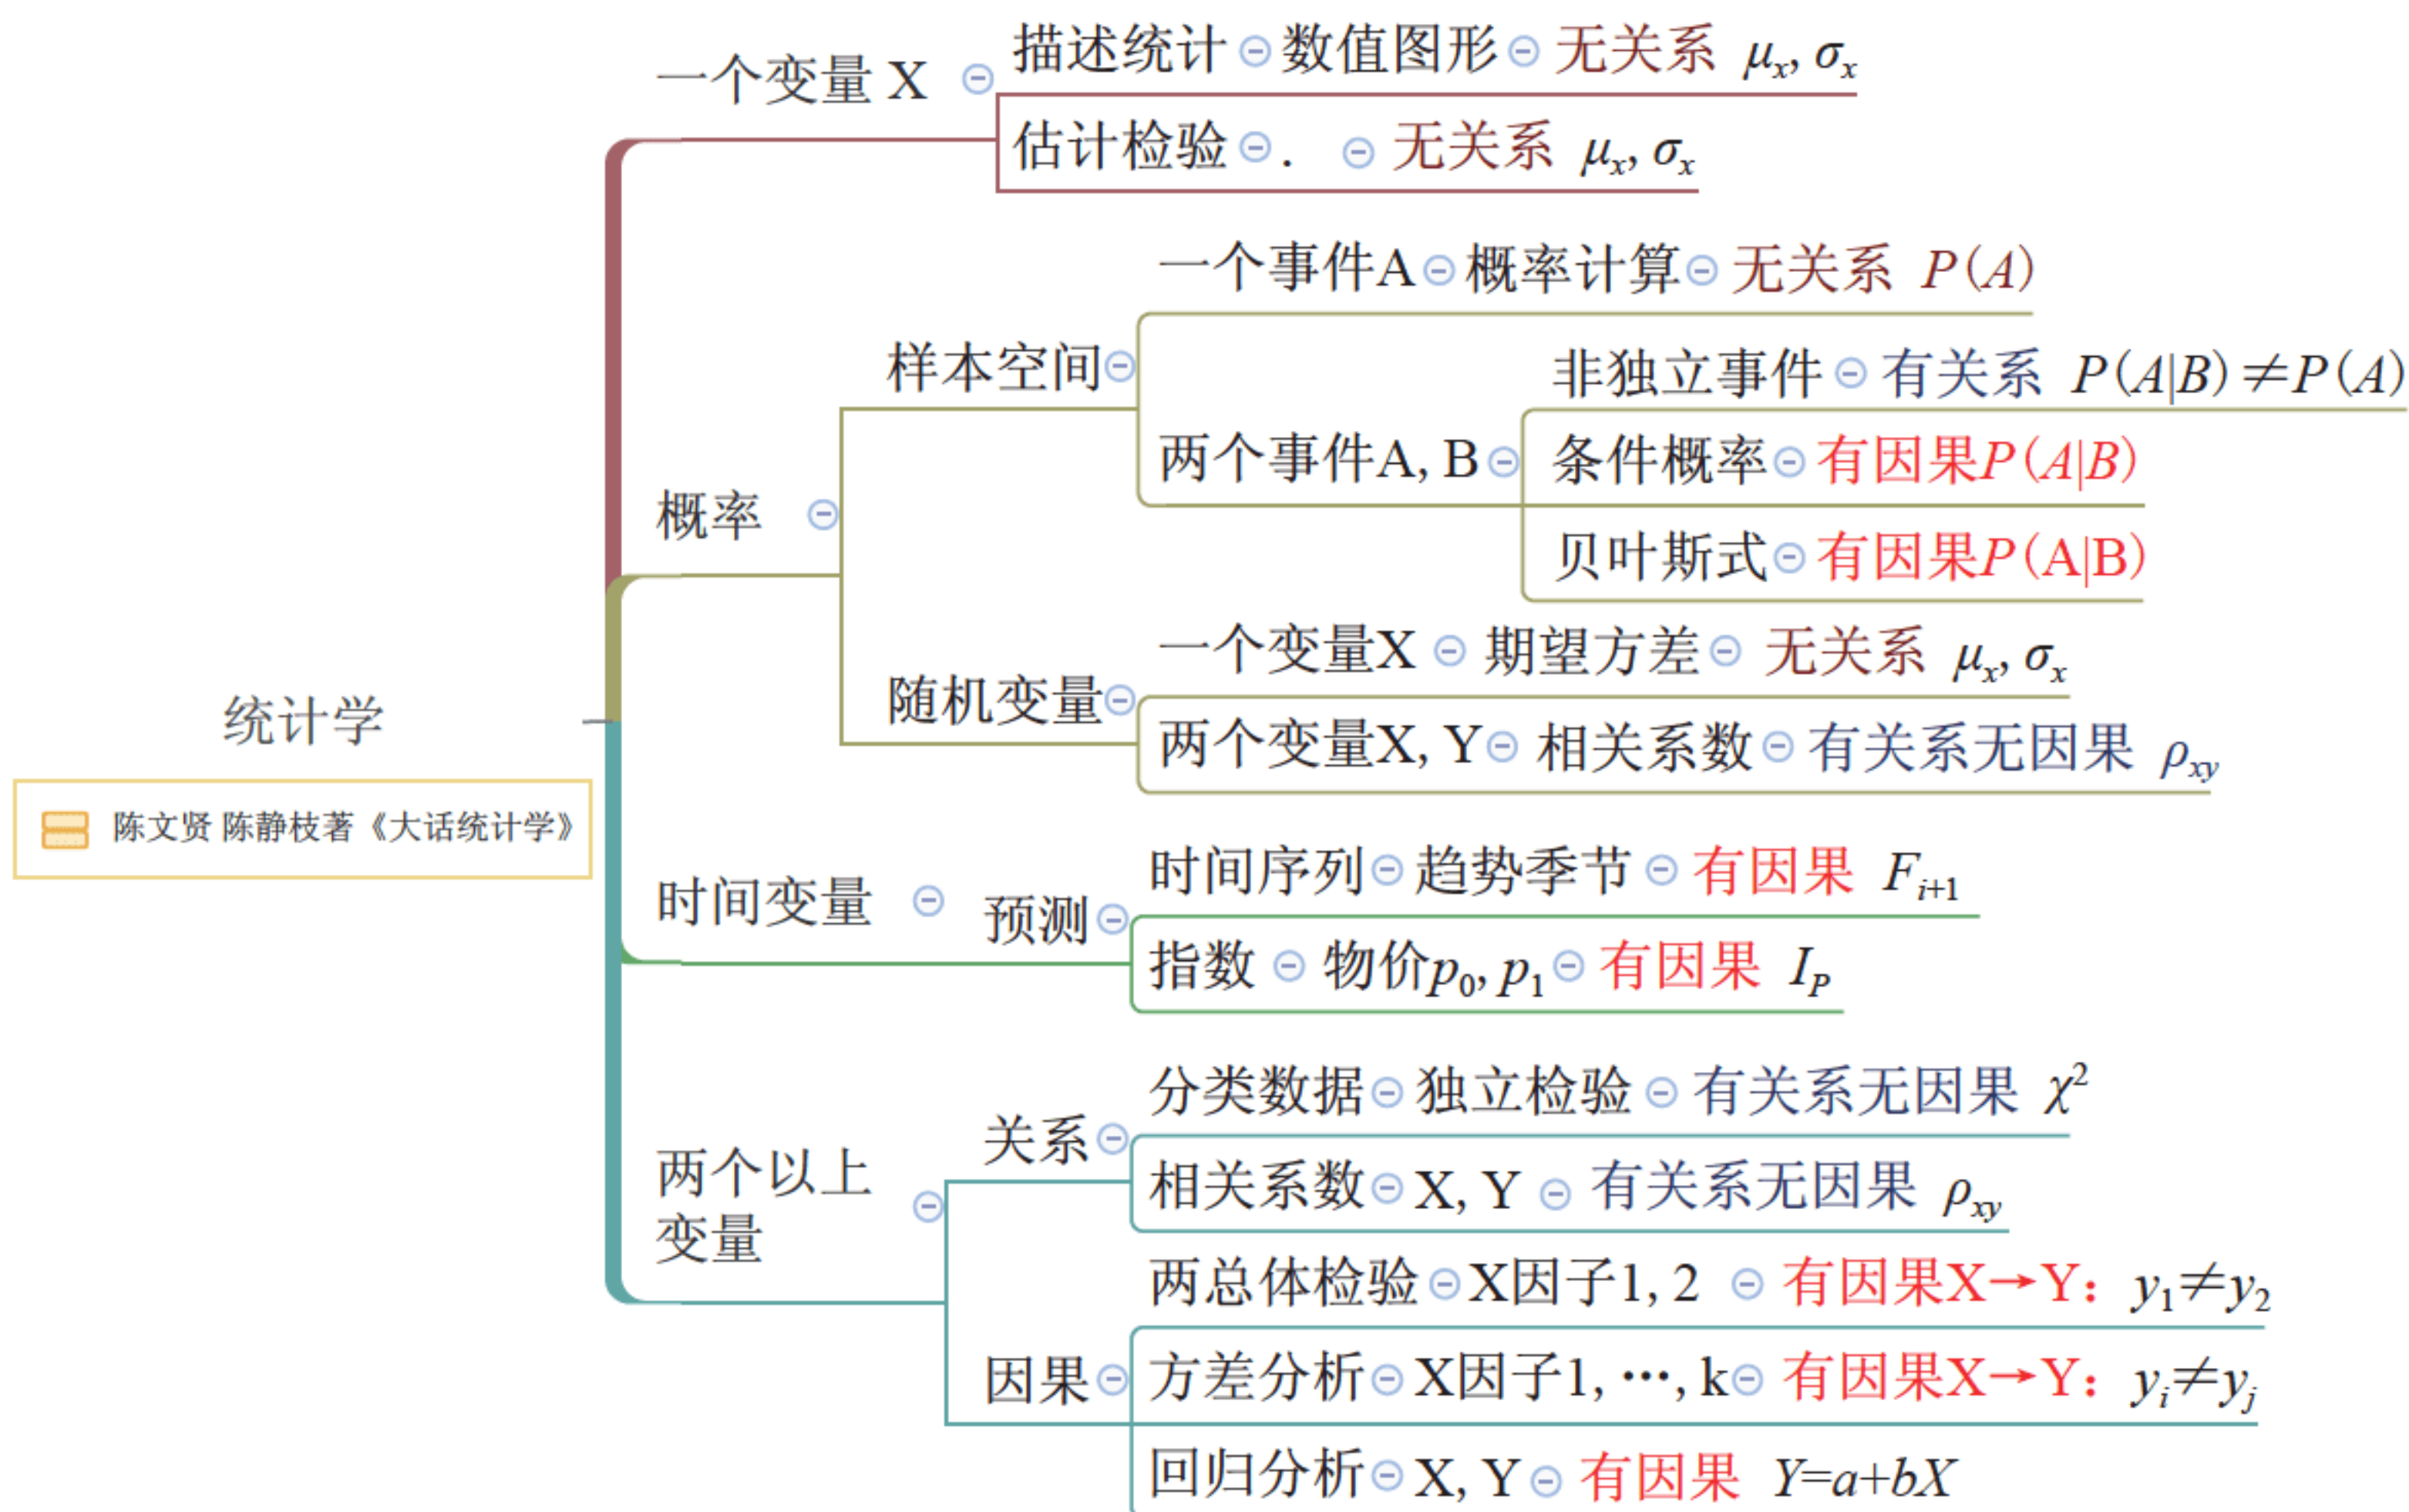 一个变量 X
描述统计 数值图形 无关系 μx, σx
估计检验 . 无关系 μx, σx
概率
样本空间
一个事件A 概率计算 无关系 P(A)
两个事件A, B
非独立事件 有关系 P(A|B)≠P(A)
条件概率 有因果P(A|B)
贝叶斯式 有因果P(A|B)
随机变量
一个变量X 期望方差 无关系 μx, σx
两个变量X, Y 相关系数 有关系无因果 ρxy
统计学
陈文贤 陈静枝著《大话统计学》
时间变量
预测
时间序列 趋势季节 有因果 Fi+1
指数 物价p0, p1 有因果 IP
两个以上
变量
关系
分类数据 独立检验 有关系无因果 χ²
相关系数 X, Y 有关系无因果 ρxy
因果
两总体检验 X因子1, 2 有因果X→Y：y1≠y2
方差分析 X因子1, …, k 有因果X→Y：yi≠yj
回归分析 X, Y 有因果 Y=a+bX